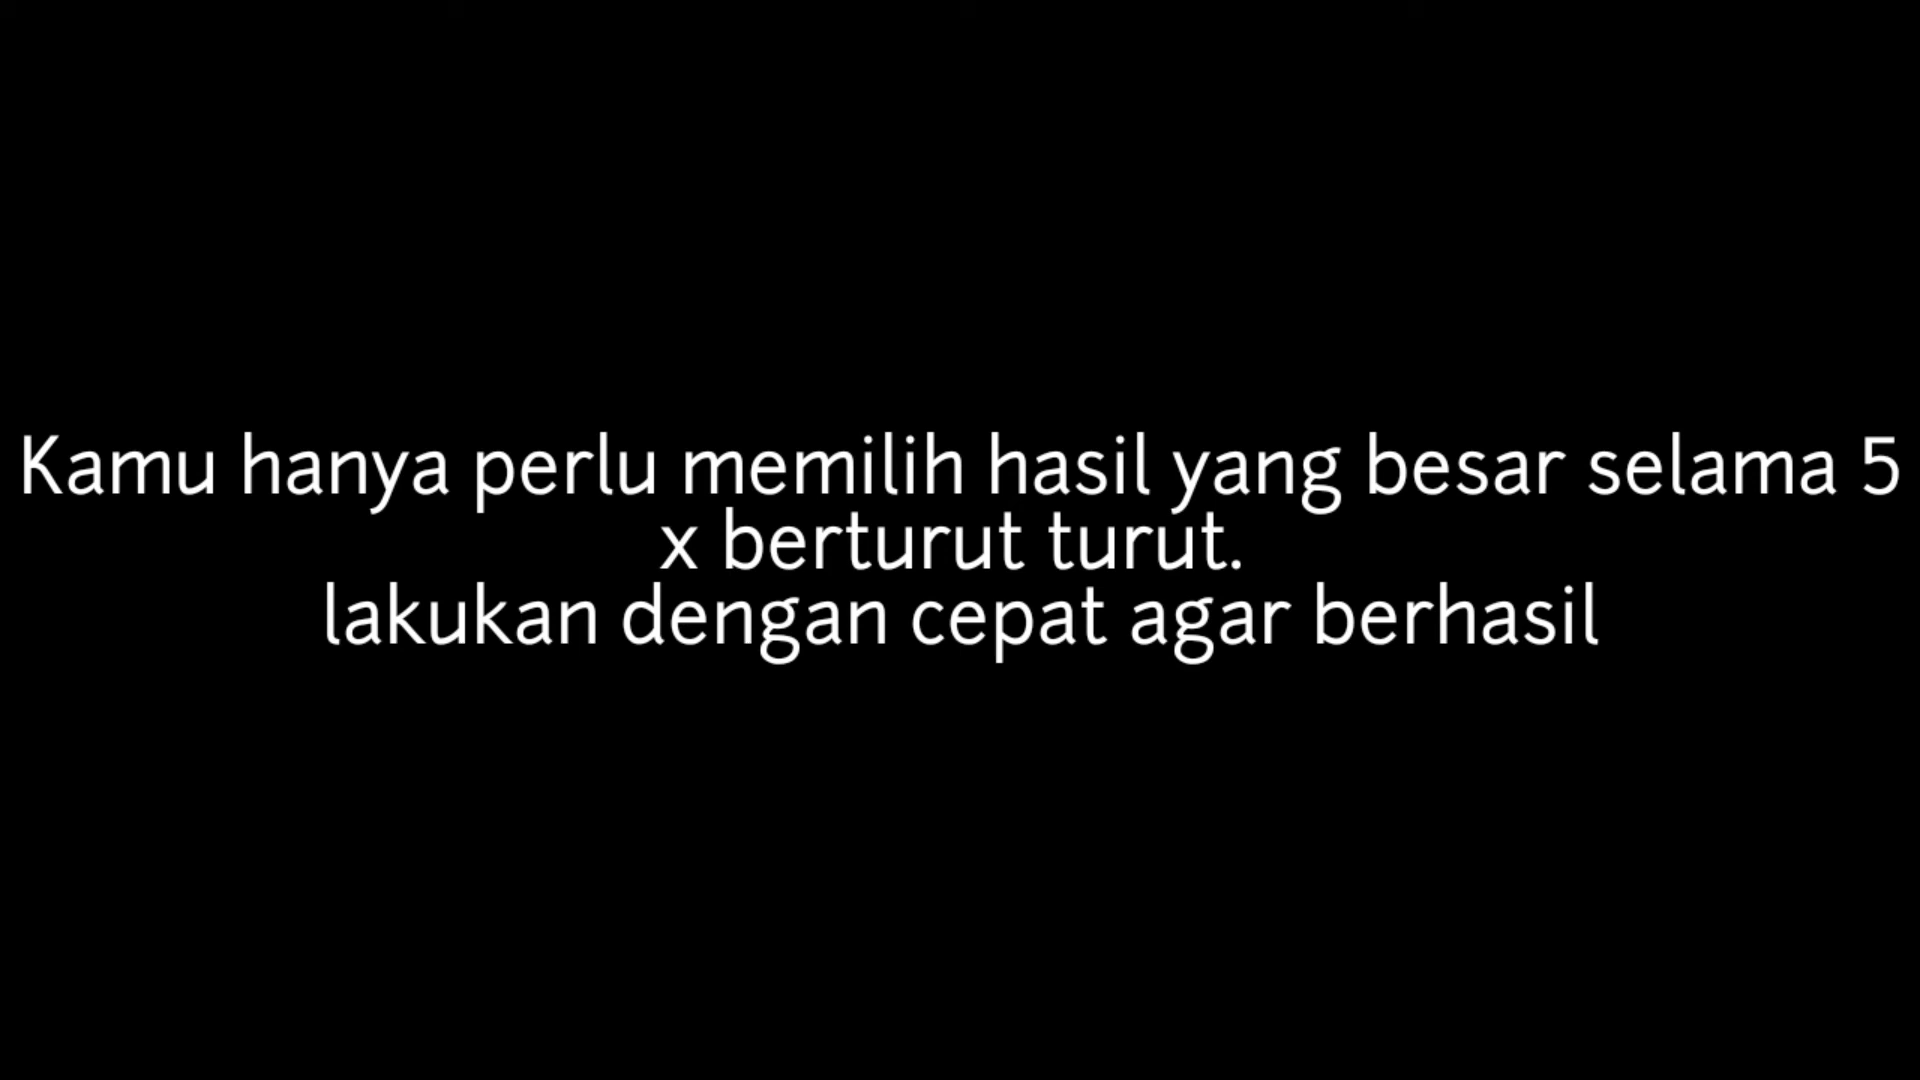 Kamu hanya perlu memilih hasil yang besar selama 5
x berturut turut.
lakukan dengan cepat agar berhasil